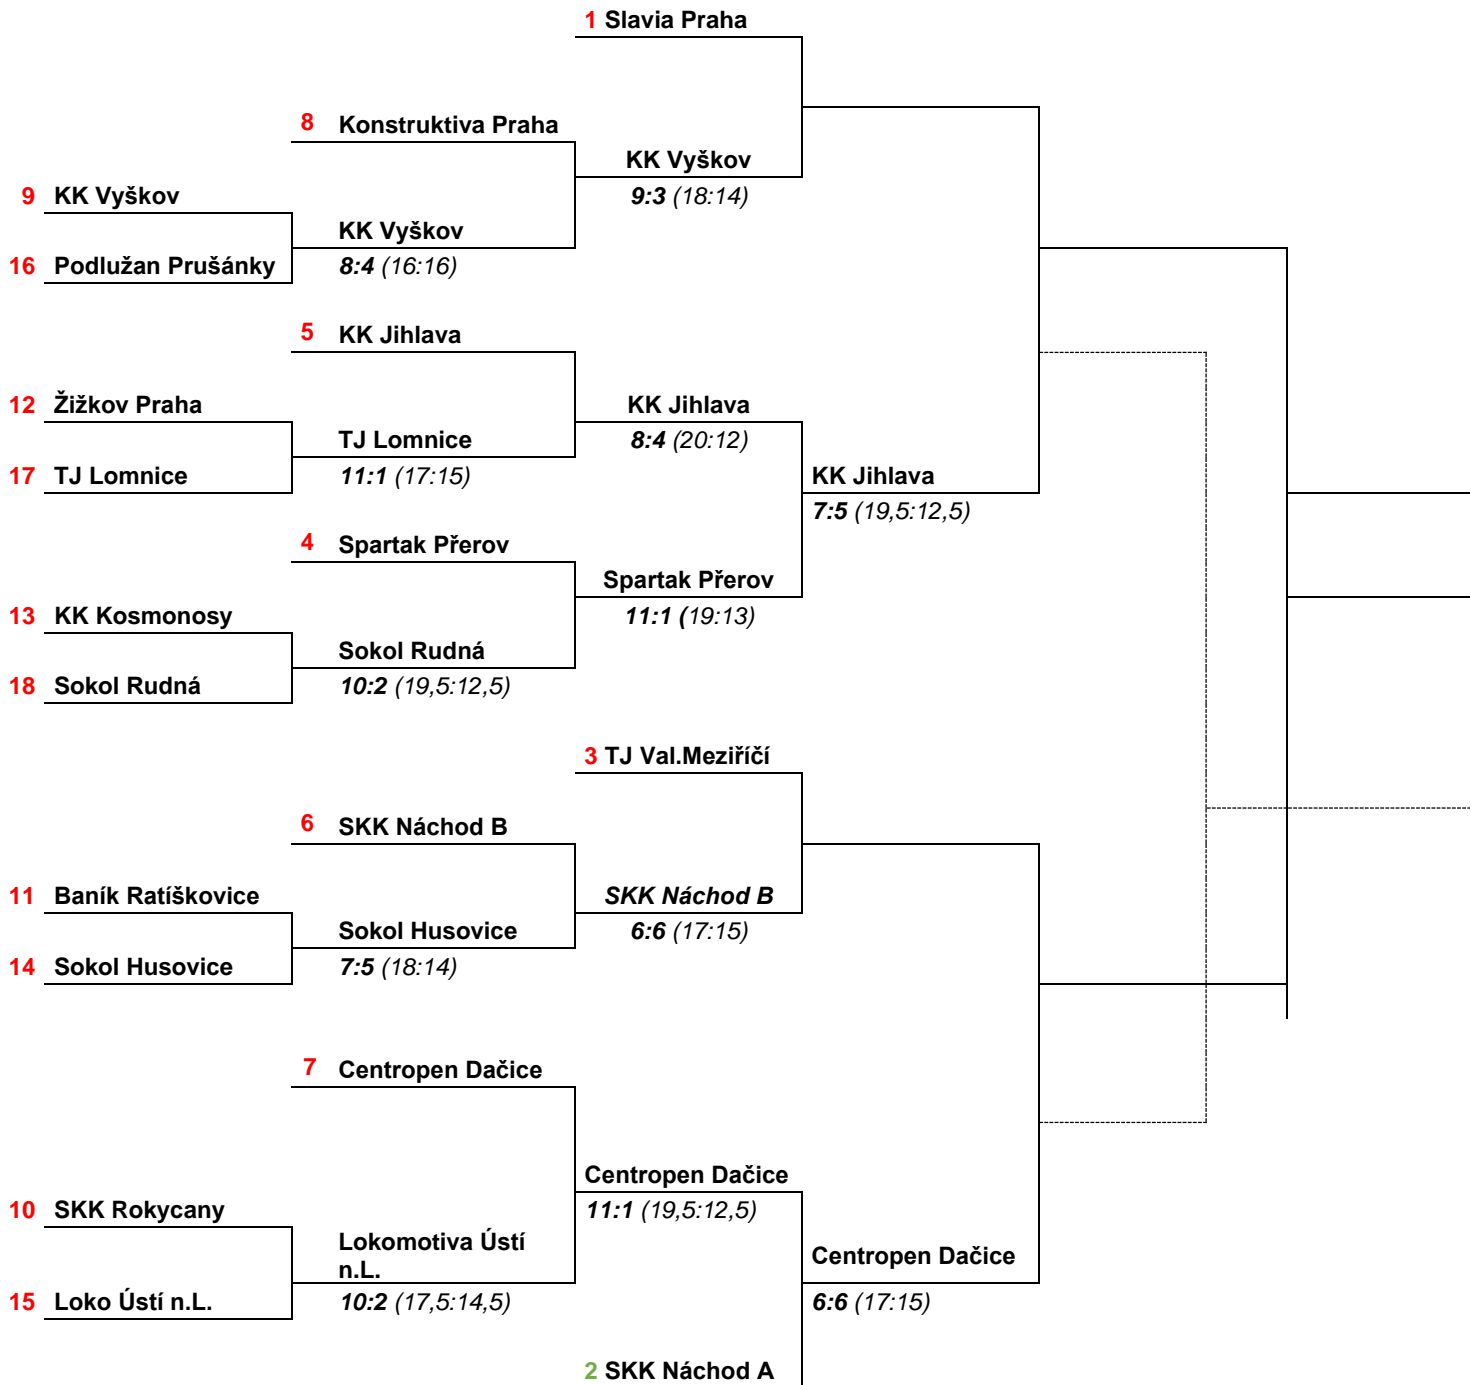 1 Slavia Praha
8 Konstruktiva Praha
KK Vyškov
9 KK Vyškov
9:3 (18:14)
KK Vyškov
16 Podlužan Prušánky
8:4 (16:16)
5 KK Jihlava
12 Žižkov Praha
KK Jihlava
TJ Lomnice
8:4 (20:12)
17 TJ Lomnice
11:1 (17:15)
KK Jihlava
7:5 (19,5:12,5)
4 Spartak Přerov
Spartak Přerov
13 KK Kosmonosy
11:1 (19:13)
Sokol Rudná
18 Sokol Rudná
10:2 (19,5:12,5)
3 TJ Val.Meziříčí
6 SKK Náchod B
11 Baník Ratíškovice
SKK Náchod B
Sokol Husovice
6:6 (17:15)
14 Sokol Husovice
7:5 (18:14)
7 Centropen Dačice
Centropen Dačice
10 SKK Rokycany
11:1 (19,5:12,5)
Lokomotiva Ústí
n.L.
Centropen Dačice
15 Loko Ústí n.L.
10:2 (17,5:14,5)
6:6 (17:15)
2 SKK Náchod A